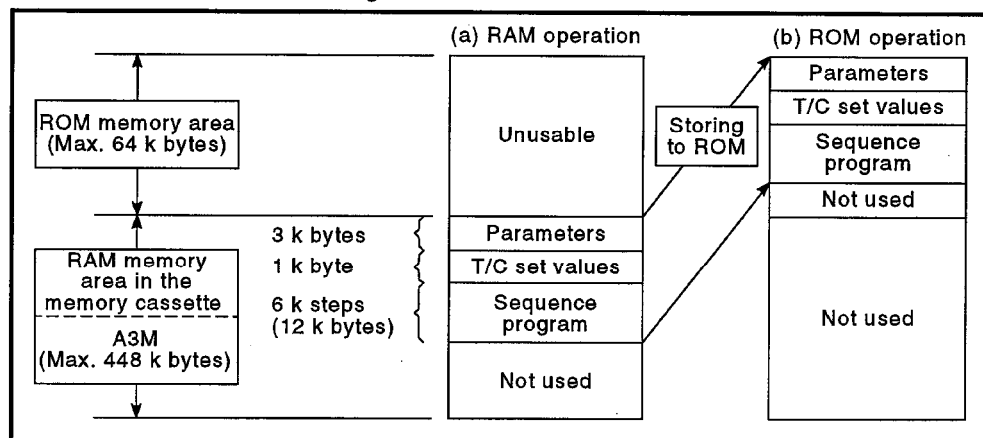 (a) RAM operation
(b) ROM operation
ROM memory area
(Max. 64 k bytes)
Unusable
Storing
to ROM
Parameters
T/C set values
Sequence
program
Not used
RAM memory
area in the
memory cassette
A3M
(Max. 448 k bytes)
3 k bytes
1 k byte
6 k steps
(12 k bytes)
Parameters
T/C set values
Sequence
program
Not used
Not used